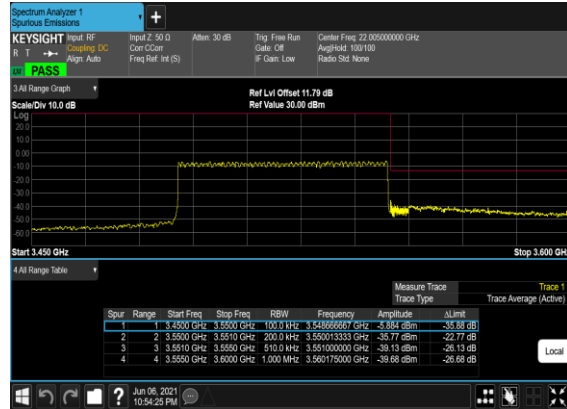 Spectrum Analyzer 1
Spurious Emissions
KEYSIGHT
R T
Input: RF
Coupling: DC
Align: Auto
Input Z: 50 Ω
Corr CCorr
Freq Ref: Int (S)
Atten: 30 dB
Trig: Free Run
Gate: Off
IF Gain: Low
Center Freq: 22.005000000 GHz
Avg|Hold: 100/100
Radio Std: None
PASS
3 All Range Graph
Scale/Div 10.0 dB
Ref Lvl Offset 11.79 dB
Ref Value 30.00 dBm
Log
20.0
10.0
0.00
-10.0
-20.0
-30.0
-40.0
-50.0
-60.0
Start 3.450 GHz
Stop 3.600 GH
4 All Range Table
Measure Trace Trace 1
Trace Type Trace Average (Active)
Spur Range Start Freq Stop Freq RBW Frequency Amplitude ΔLimit
1 1 3.4500 GHz 3.5500 GHz 100.0 kHz 3.548666667 GHz -5.884 dBm -35.88 dB
2 2 3.5500 GHz 3.5510 GHz 200.0 kHz 3.550013333 GHz -35.77 dBm -22.77 dB
3 3 3.5510 GHz 3.5550 GHz 510.0 kHz 3.551000000 GHz -39.13 dBm -26.13 dB
4 4 3.5550 GHz 3.6000 GHz 1.000 MHz 3.560175000 GHz -39.68 dBm -26.68 dB
Local
Jun 06, 2021
10:54:25 PM